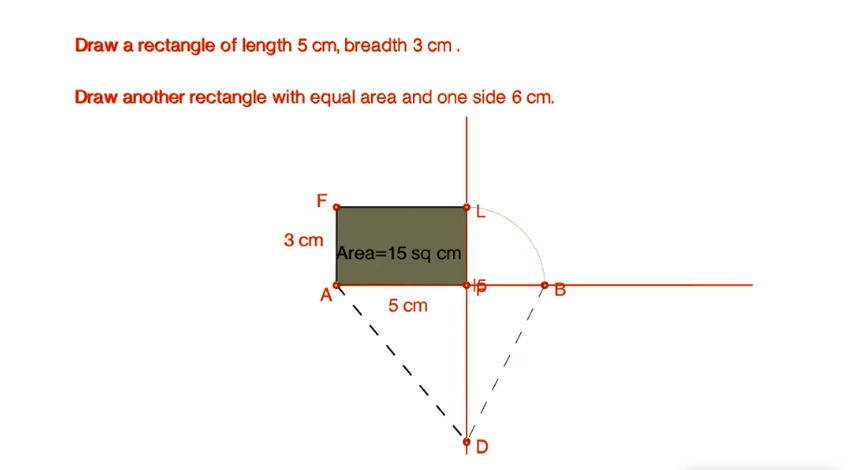 Draw a rectangle of length 5 cm, breadth 3 cm .
Draw another rectangle with equal area and one side 6 cm.
F
L
3 cm
Area=15 sq cm
A
B
5 cm
D